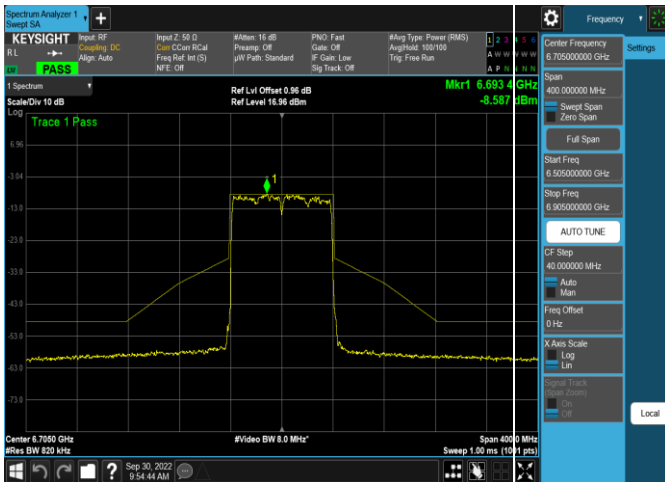 Spectrum Analyzer 1
Swept SA
+
Frequency
KEYSIGHT
RL
LV
PASS
Input: RF
Coupling: DC
Align: Auto
Input Z: 50 Ω
Corr CCorr RCal
Freq Ref: Int (S)
NFE: Off
#Atten: 16 dB
Preamp: Off
µW Path: Standard
PNO: Fast
Gate: Off
IF Gain: Low
Sig Track: Off
#Avg Type: Power (RMS)
Avg|Hold: 100/100
Trig: Free Run
1 2 3 4 5 6
A W W W W W
A P N N N N
1 Spectrum
Scale/Div 10 dB
Log
Ref Lvl Offset 0.96 dB
Ref Level 16.96 dBm
Mkr1 6.693 4 GHz
-8.587 dBm
Trace 1 Pass
1
6.96
-3.04
-13.0
-23.0
-33.0
-43.0
-53.0
-63.0
-73.0
Center 6.7050 GHz
#Res BW 820 kHz
#Video BW 8.0 MHz*
Span 400.0 MHz
Sweep 1.00 ms (1001 pts)
Sep 30, 2022
9:54:44 AM
?
Center Frequency
6.705000000 GHz
Span
400.000000 MHz
Swept Span
Zero Span
Full Span
Start Freq
6.505000000 GHz
Stop Freq
6.905000000 GHz
AUTO TUNE
CF Step
40.000000 MHz
Auto
Man
Freq Offset
0 Hz
X Axis Scale
Log
Lin
Signal Track
(Span Zoom)
On
Off
Settings
Local